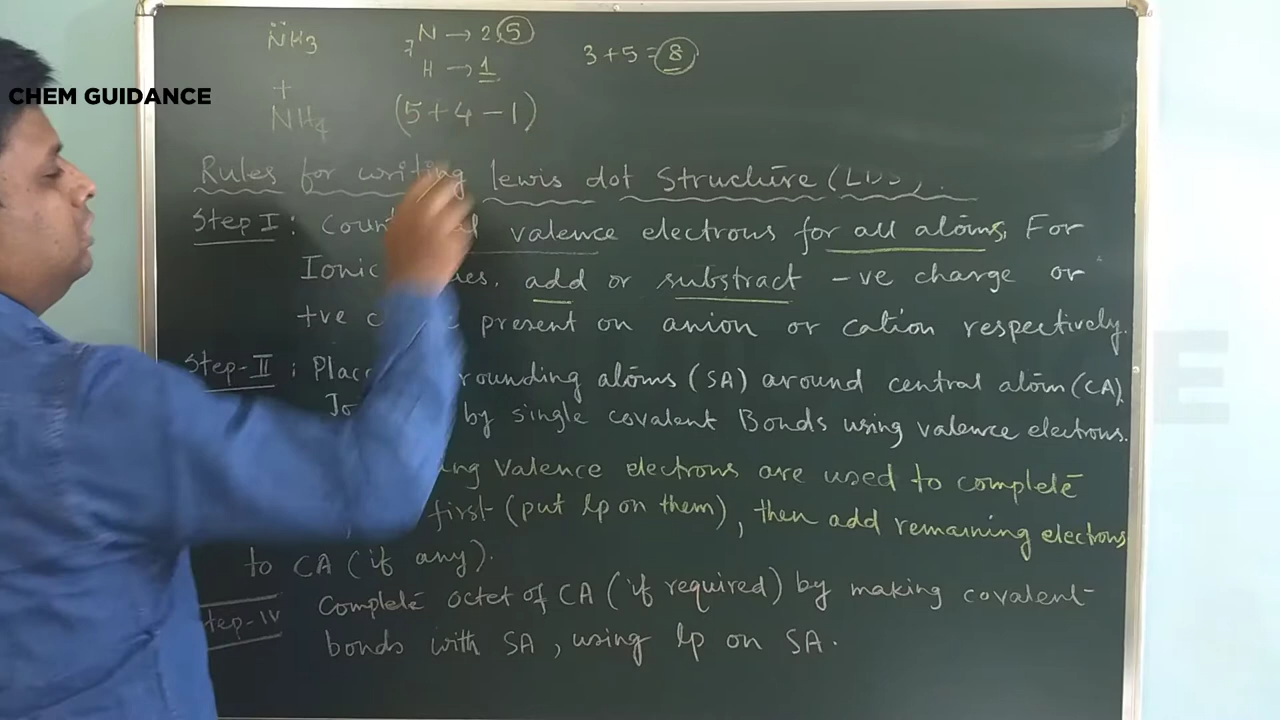 NH3
7N → 2,5
3+5=8
H → 1
CHEM GUIDANCE
+
NH4 (5+4-1)
Rules for writing lewis dot Structure (LDS).
Step I : valence electrons for all atoms. For
Ionic add or substract -ve charge or
+ve present on anion or cation respectively.
Step-II : atoms (SA) around central atom (CA).
by single covalent Bonds using valence electrons.
valence electrons are used to complete
first (put lp on them), then add remaining electrons
to CA (if any).
Step-IV Complete octet of CA (if required) by making covalent
bonds with SA, using lp on SA.